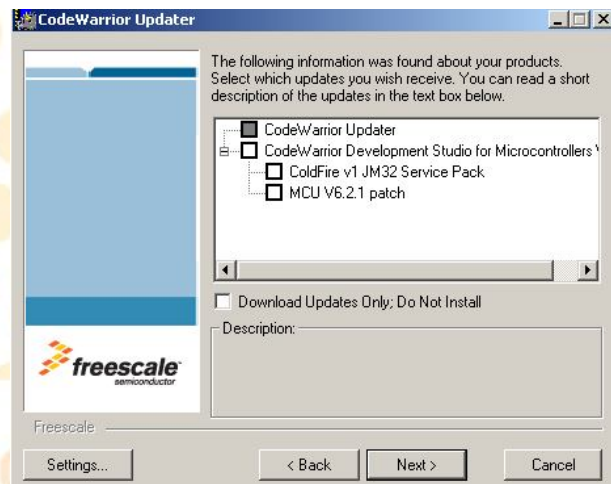 CodeWarrior Updater
The following information was found about your products.
Select which updates you wish receive. You can read a short
description of the updates in the text box below.
CodeWarrior Updater
CodeWarrior Development Studio for Microcontrollers
ColdFire v1 JM32 Service Pack
MCU V6.2.1 patch
Download Updates Only; Do Not Install
Description:
freescale
semiconductor
Freescale
Settings...
< Back
Next >
Cancel